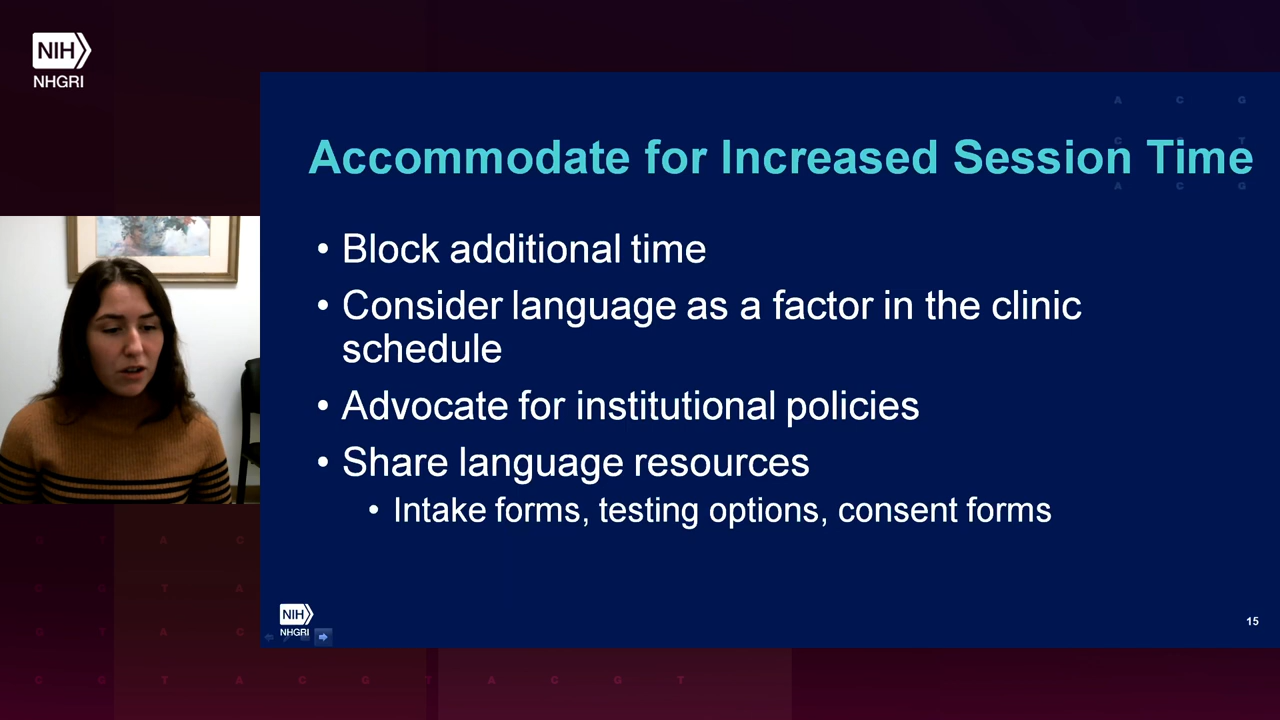 NIH
NHGRI
A C G
C G T
A C G
Accommodate for Increased Session Time
• Block additional time
• Consider language as a factor in the clinic
schedule
• Advocate for institutional policies
• Share language resources
• Intake forms, testing options, consent forms
NIH
NHGRI
15
G T A C
G G T A
G T A C
G G T A C G T A C G T